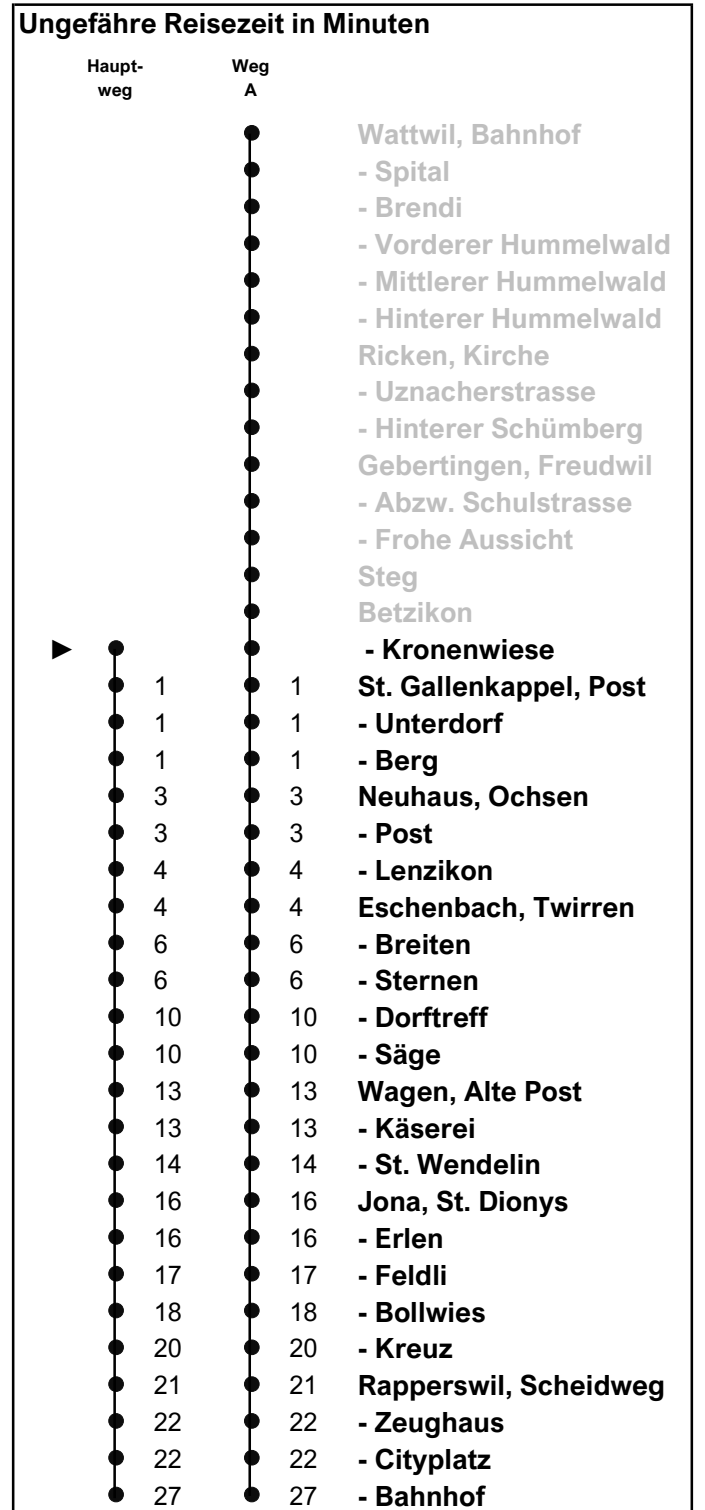 Ungefähre Reisezeit in Minuten
Haupt- Weg
weg A
Wattwil, Bahnhof
- Spital
- Brendi
- Vorderer Hummelwald
- Mittlerer Hummelwald
- Hinterer Hummelwald
Ricken, Kirche
- Uznacherstrasse
- Hinterer Schümberg
Gebertingen, Freudwil
- Abzw. Schulstrasse
- Frohe Aussicht
Steg
Betzikon
- Kronenwiese
1 1 St. Gallenkappel, Post
1 1 - Unterdorf
1 1 - Berg
3 3 Neuhaus, Ochsen
3 3 - Post
4 4 - Lenzikon
4 4 Eschenbach, Twirren
6 6 - Breiten
6 6 - Sternen
10 10 - Dorftreff
10 10 - Säge
13 13 Wagen, Alte Post
13 13 - Käserei
14 14 - St. Wendelin
16 16 Jona, St. Dionys
16 16 - Erlen
17 17 - Feldli
18 18 - Bollwies
20 20 - Kreuz
21 21 Rapperswil, Scheidweg
22 22 - Zeughaus
22 22 - Cityplatz
27 27 - Bahnhof